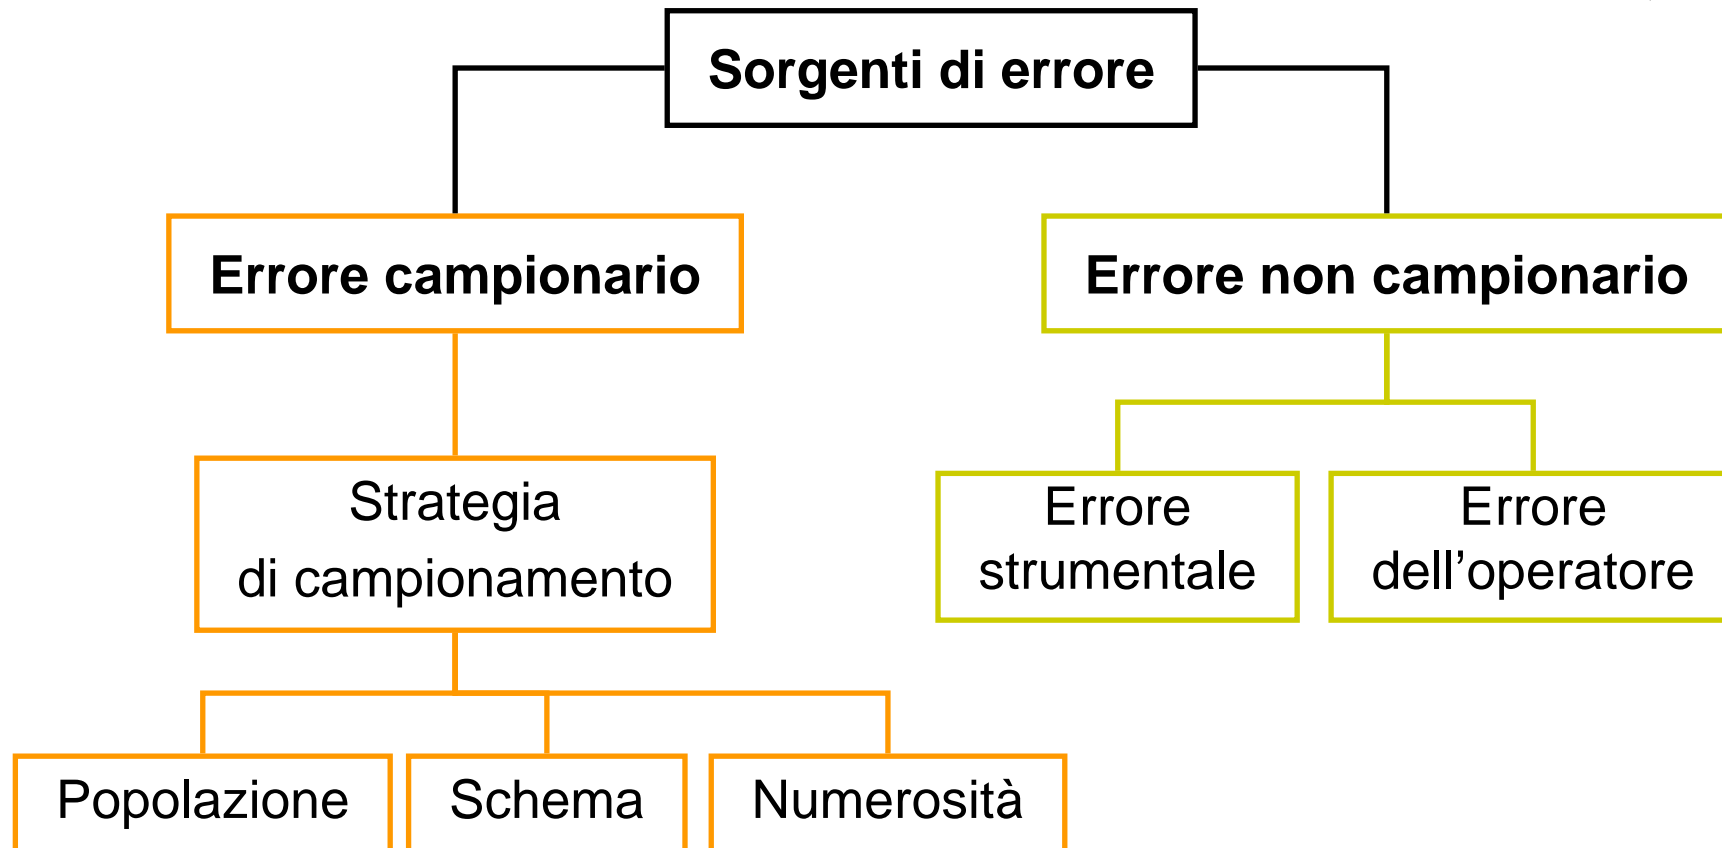 Sorgenti di errore
Errore campionario
Errore non campionario
Strategia
di campionamento
Errore
strumentale
Errore
dell’operatore
Popolazione
Schema
Numerosità